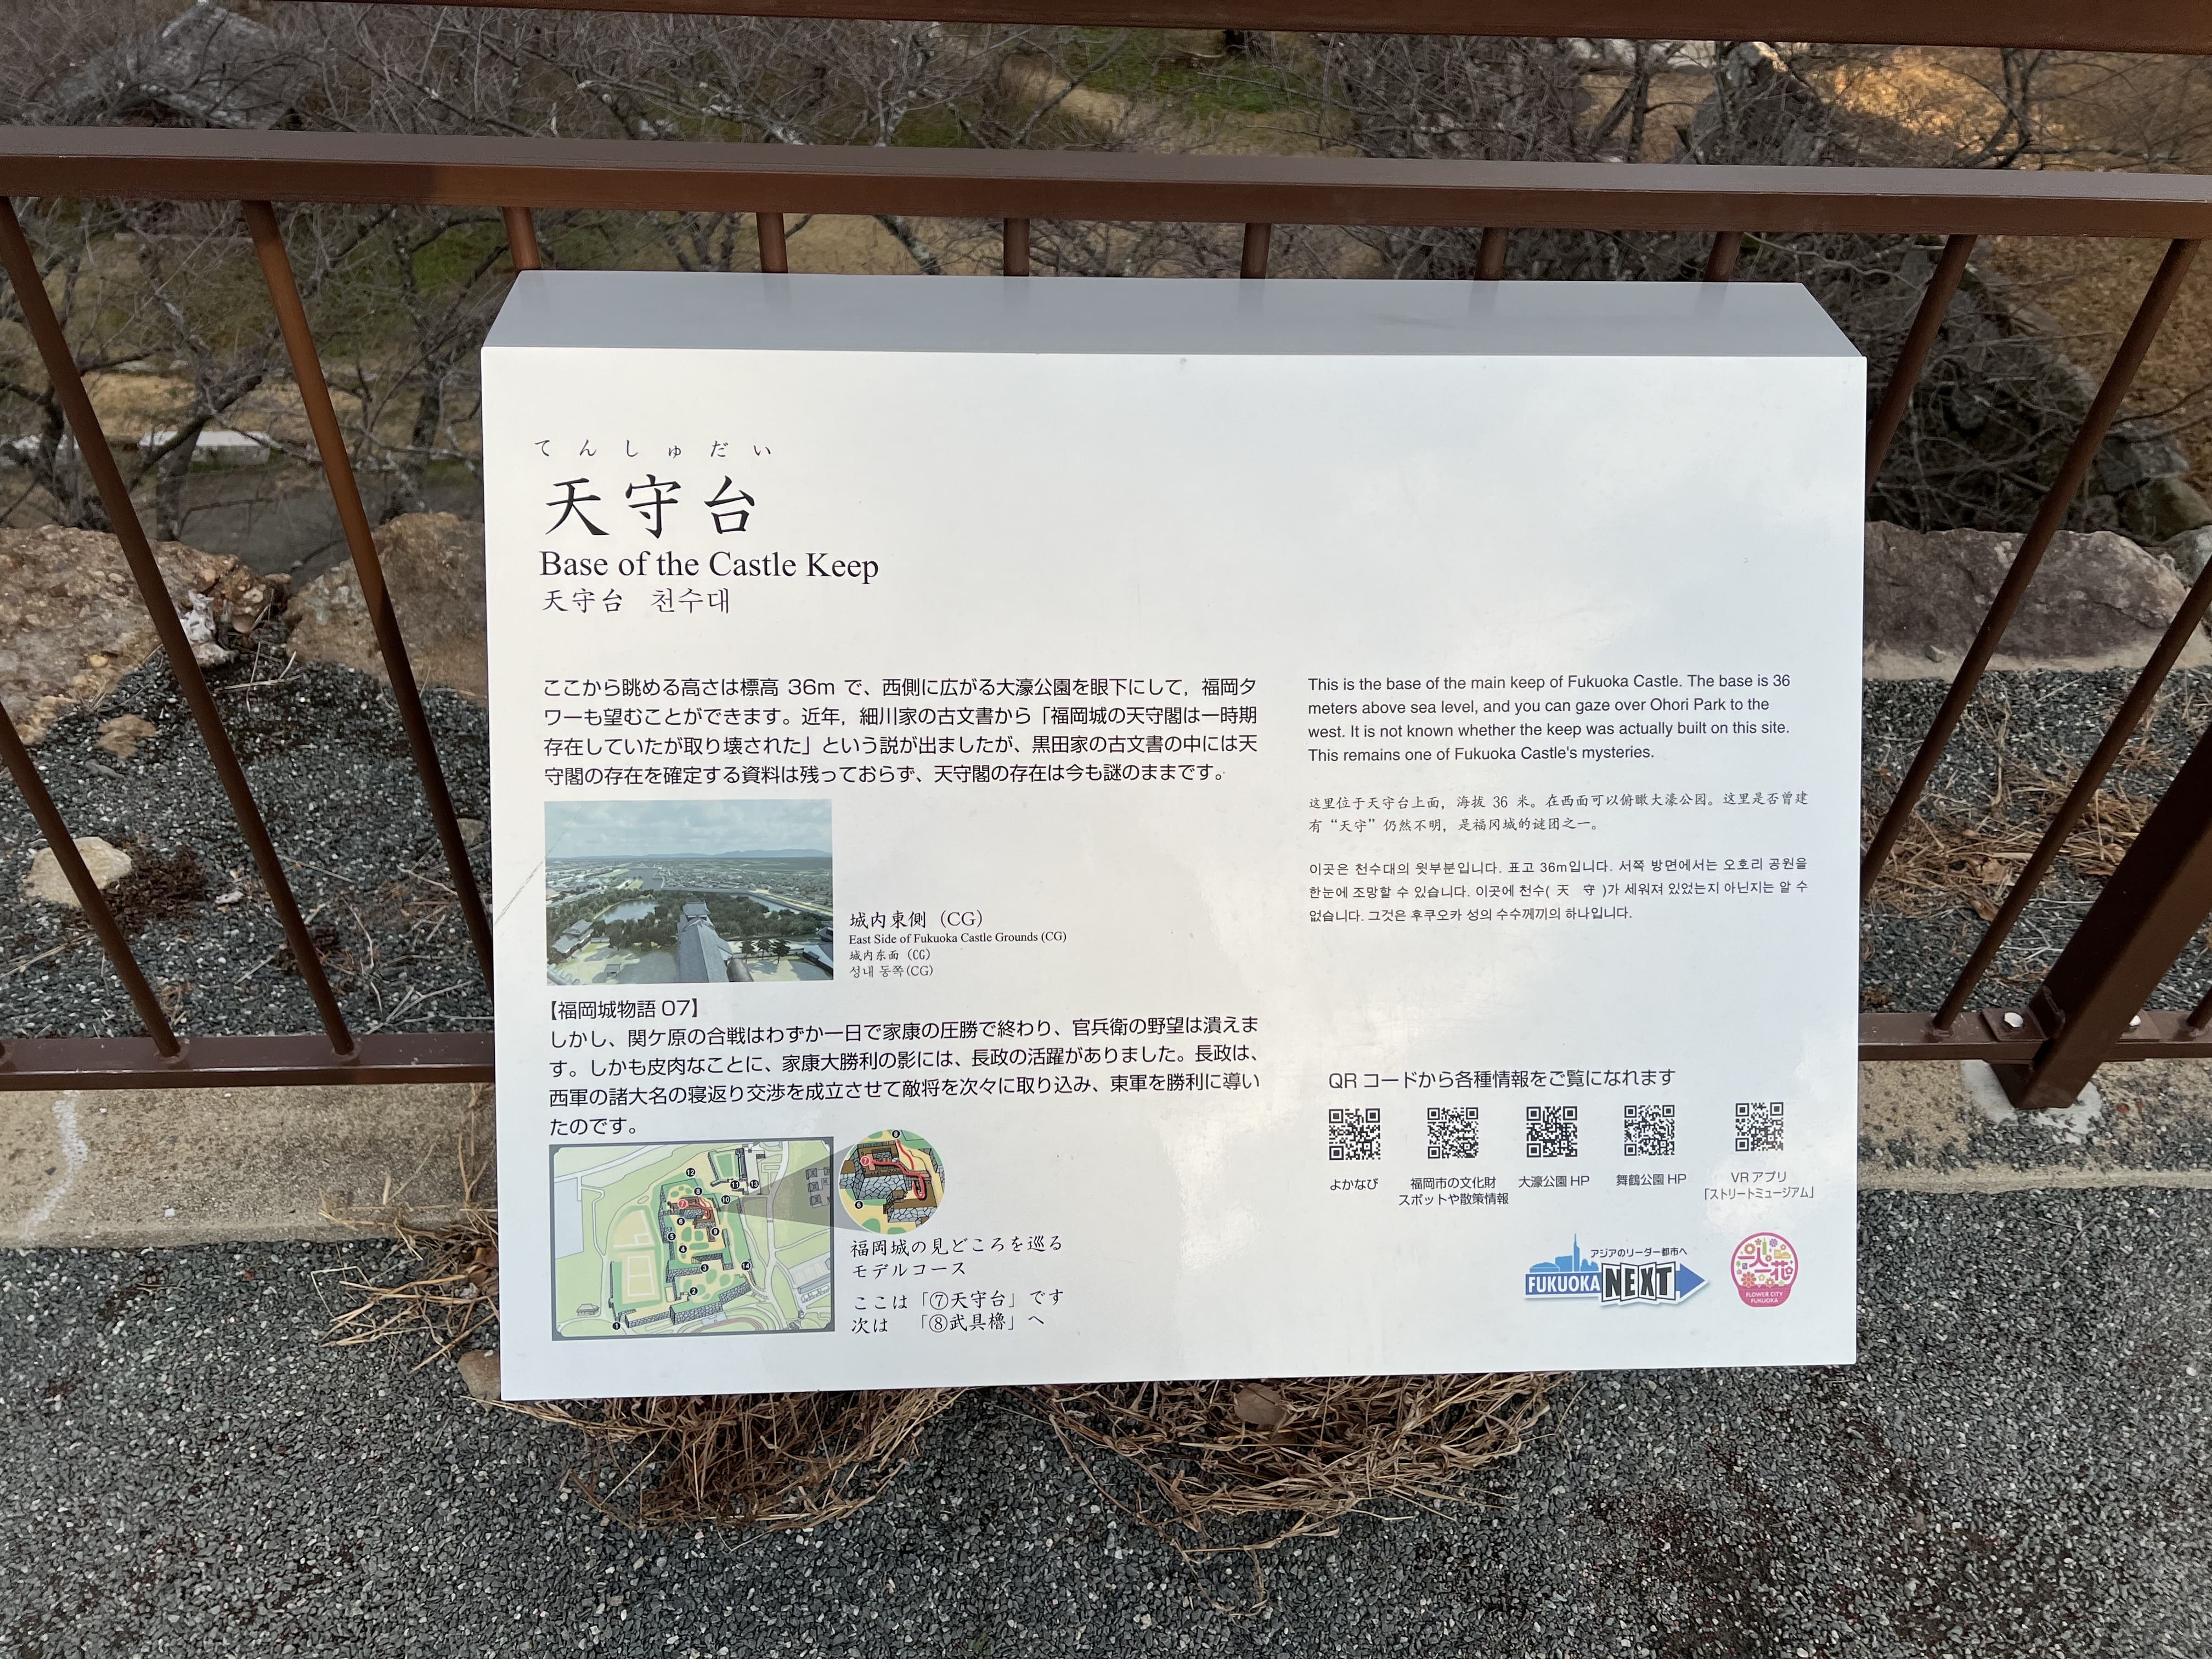 てんしゅだい
天守台
Base of the Castle Keep
天守台 천수대
ここから眺める高さは標高 36m で、西側に広がる大濠公園を眼下にして，福岡タ
ワーも望むことができます。近年，細川家の古文書から「福岡城の天守閣は一時期
存在していたが取り壊された」という説が出ましたが、黒田家の古文書の中には天
守閣の存在を確定する資料は残っておらず、天守閣の存在は今も謎のままです。
城内東側（CG）
East Side of Fukuoka Castle Grounds (CG)
城内东面（CG）
성내 동쪽(CG)
【福岡城物語 07】
しかし、関ケ原の合戦はわずか一日で家康の圧勝で終わり、官兵衛の野望は潰えま
す。しかも皮肉なことに、家康大勝利の影には、長政の活躍がありました。長政は、
西軍の諸大名の寝返り交渉を成立させて敵将を次々に取り込み、東軍を勝利に導い
たのです。
福岡城の見どころを巡る
モデルコース
ここは「⑦天守台」です
次は 「⑧武具櫓」へ
This is the base of the main keep of Fukuoka Castle. The base is 36
meters above sea level, and you can gaze over Ohori Park to the
west. It is not known whether the keep was actually built on this site.
This remains one of Fukuoka Castle's mysteries.
这里位于天守台上面，海拔 36 米。在西面可以俯瞰大濠公园。这里是否曾建
有“天守”仍然不明，是福冈城的谜团之一。
이곳은 천수대의 윗부분입니다. 표고 36m입니다. 서쪽 방면에서는 오호리 공원을
한눈에 조망할 수 있습니다. 이곳에 천수( 天 守 )가 세워져 있었는지 아닌지는 알 수
없습니다. 그것은 후쿠오카 성의 수수께끼의 하나입니다.
QR コードから各種情報をご覧になれます
よかなび
福岡市の文化財
スポットや散策情報
大濠公園 HP
舞鶴公園 HP
VR アプリ
「ストリートミュージアム」
アジアのリーダー都市へ
FUKUOKA NEXT
一人一花
FLOWER CITY
FUKUOKA